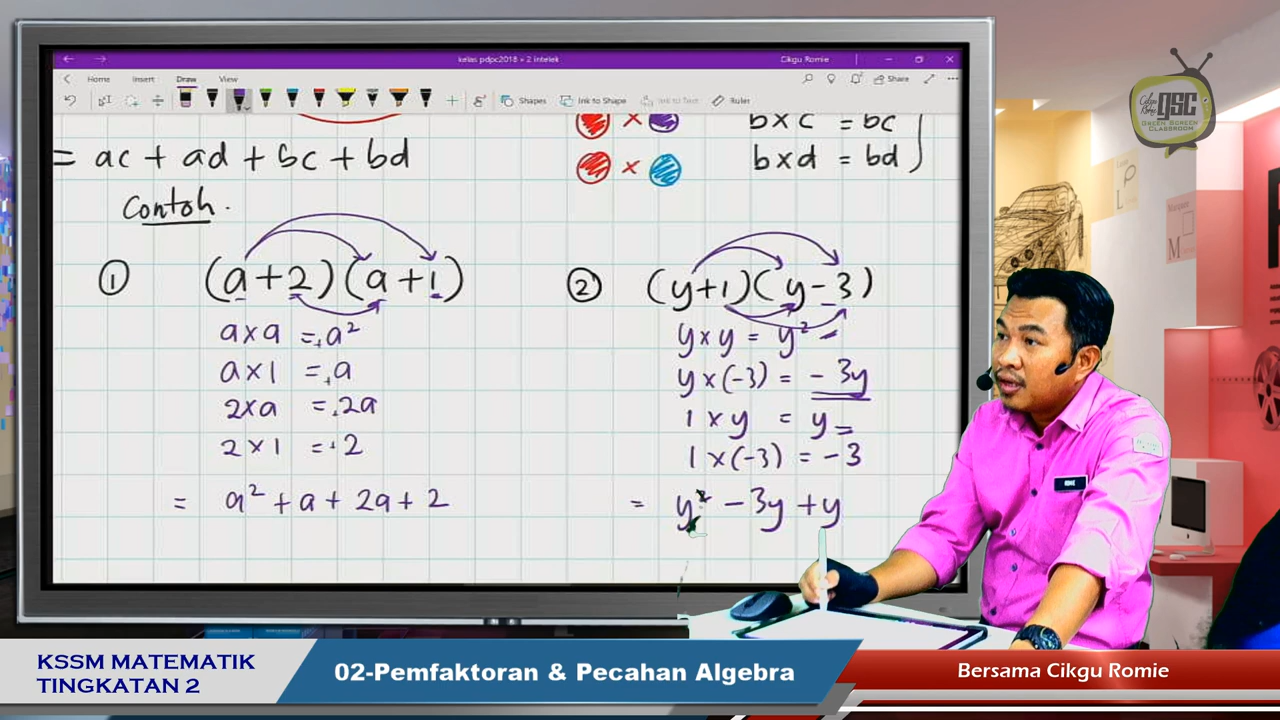 kelas pdpc2018 » 2 intelek
Cikgu Romie
Home Insert Draw View Share
Shapes Ink to Shape Ink to Text Ruler
= ac + ad + bc + bd
× b×c = bc
× b×d = bd
Contoh.
① (a+2)(a+1)
a×a = +a²
a×1 = +a
2×a = +2a
2×1 = +2
= a² + a + 2a + 2
② (y+1)(y-3)
y×y = y²
y×(-3) = -3y
1×y = y
1×(-3) = -3
= y² - 3y + y
Cikgu Romie gsc
GREEN SCREEN
CLASSROOM
KSSM MATEMATIK
TINGKATAN 2
02-Pemfaktoran & Pecahan Algebra
Bersama Cikgu Romie